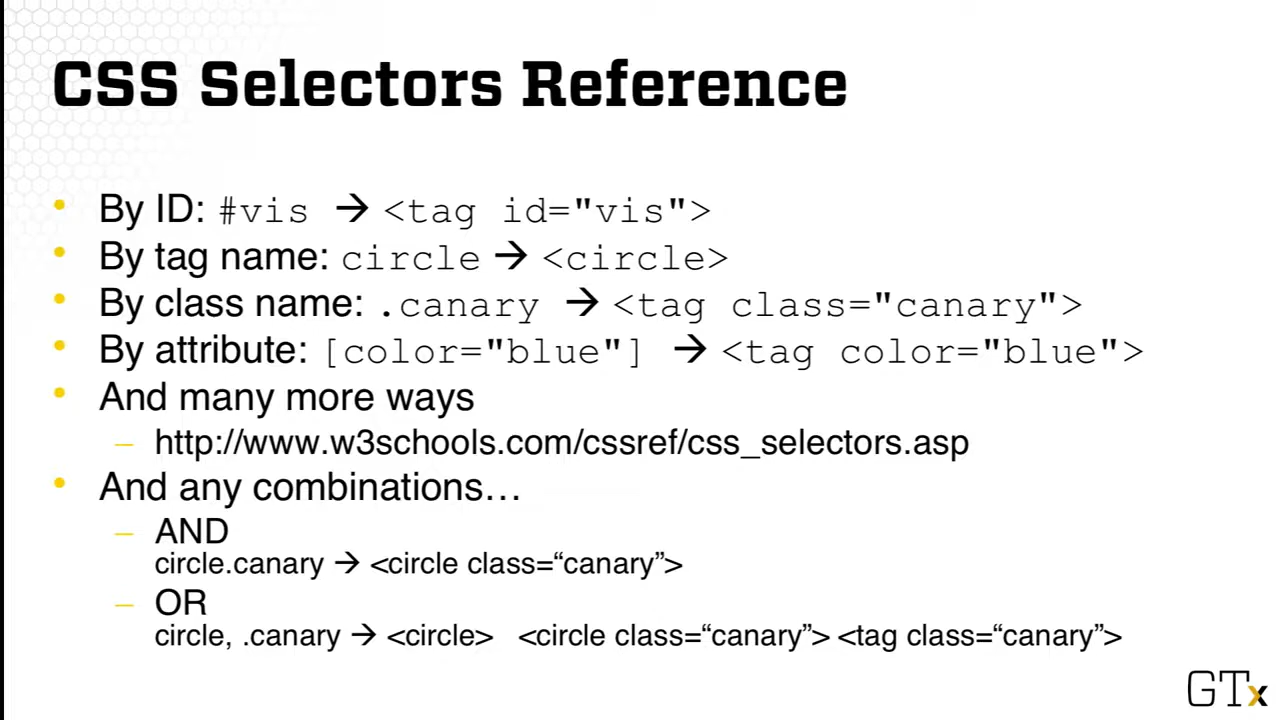 CSS Selectors Reference
• By ID: #vis → <tag id="vis">
• By tag name: circle → <circle>
• By class name: .canary → <tag class="canary">
• By attribute: [color="blue"] → <tag color="blue">
• And many more ways
– http://www.w3schools.com/cssref/css_selectors.asp
• And any combinations…
– AND
circle.canary → <circle class=“canary”>
– OR
circle, .canary → <circle> <circle class=“canary”> <tag class=“canary”>
GTx